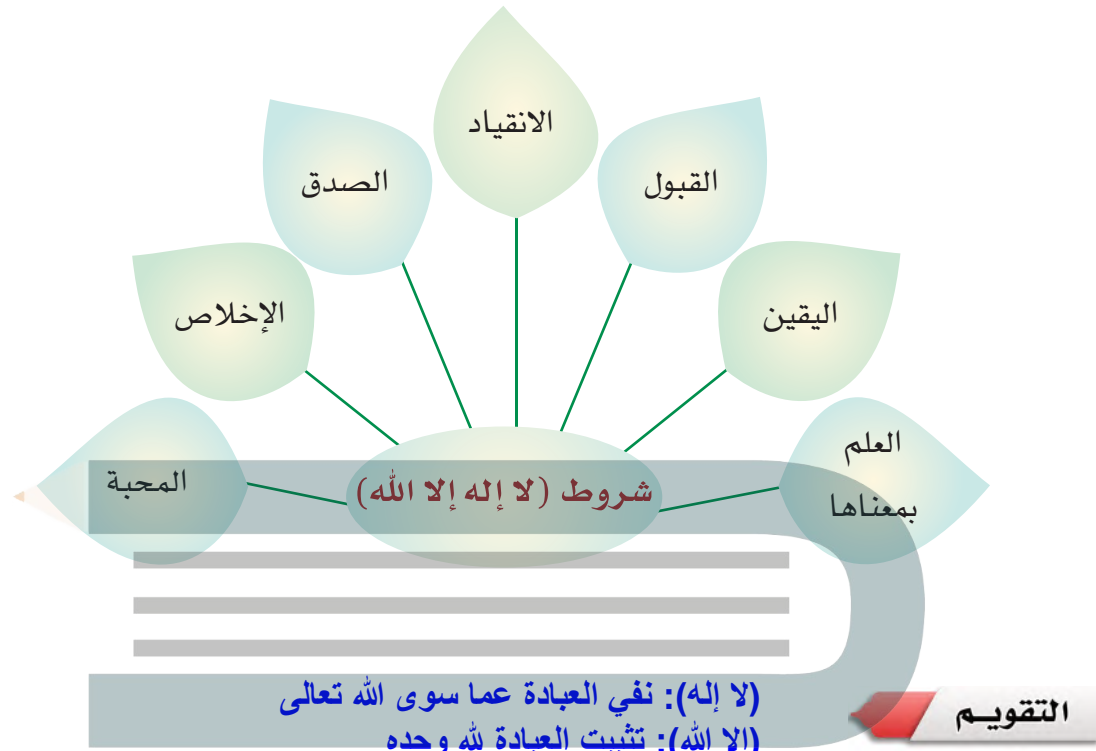 الانقياد
الصدق
القبول
الإخلاص
اليقين
المحبة
العلم
بمعناها
شروط (لا إله إلا الله)
(لا إله): نفي العبادة عما سوى الله تعالى
التقويـم
(إلا الله): تثبيت العبادة لله وحده